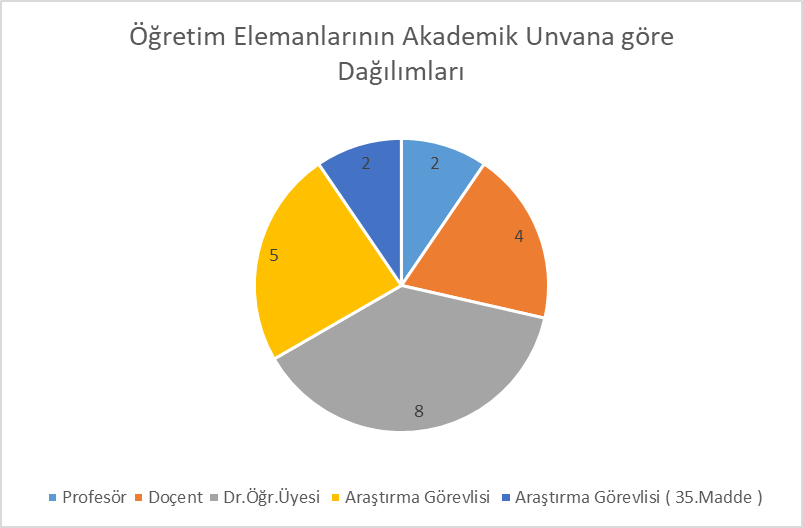 Öğretim Elemanlarının Akademik Unvana göre
Dağılımları
2
2
4
5
8
Profesör
Doçent
Dr.Öğr.Üyesi
Araştırma Görevlisi
Araştırma Görevlisi ( 35.Madde )